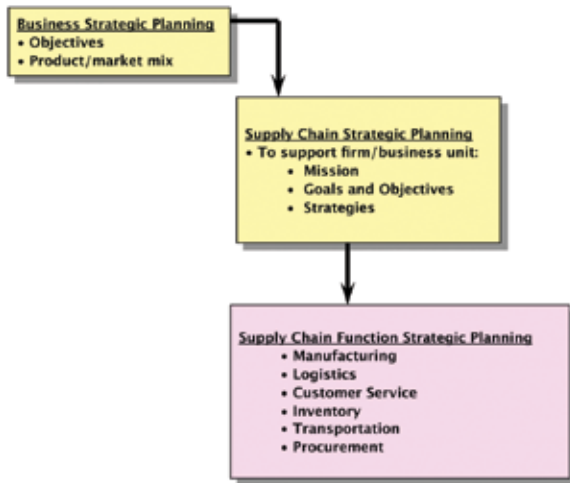 Business Strategic Planning
• Objectives
• Product/market mix
Supply Chain Strategic Planning
• To support firm/business unit:
• Mission
• Goals and Objectives
• Strategies
Supply Chain Function Strategic Planning
• Manufacturing
• Logistics
• Customer Service
• Inventory
• Transportation
• Procurement